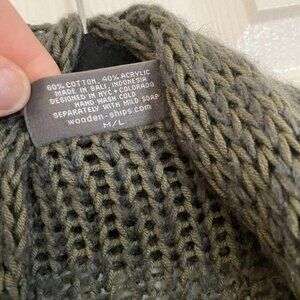 60% COTTON 40% ACRYLIC
MADE IN BALI, INDONESIA
DESIGNED IN NYC + COLORADO
HAND WASH COLD
SEPARATELY WITH MILD SOAP
wooden-ships.com
M/L